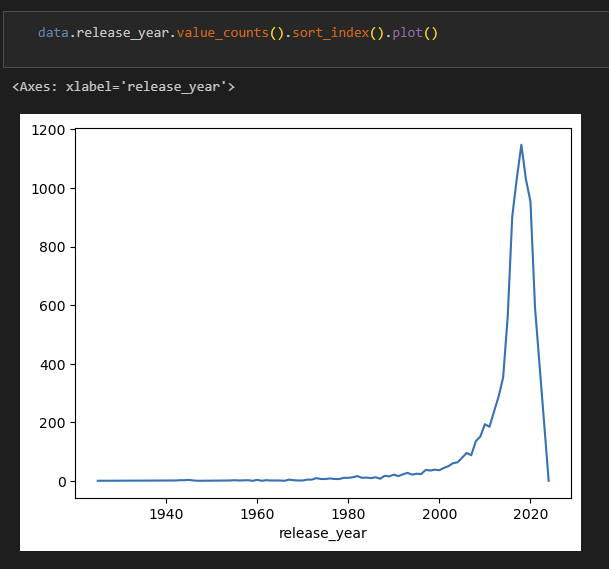 data.release_year.value_counts().sort_index().plot()
<Axes: xlabel='release_year'>
1200
1000
800
600
400
200
0
1940 1960 1980 2000 2020
release_year